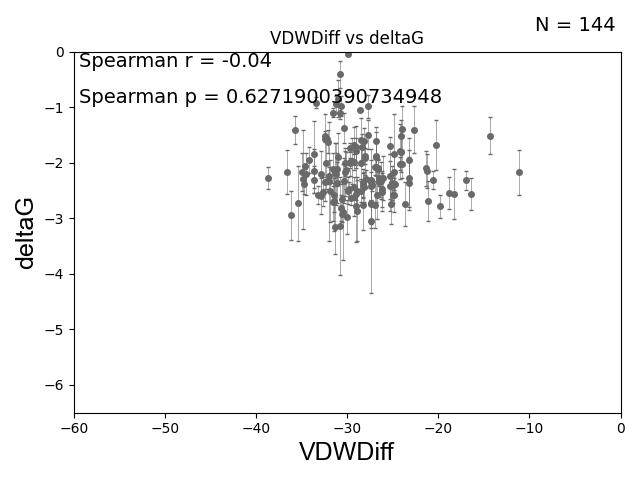 N = 144
VDWDiff vs deltaG
Spearman r = -0.04
Spearman p = 0.6271900390734948
deltaG
0
−1
−2
−3
−4
−5
−6
−60 −50 −40 −30 −20 −10 0
VDWDiff